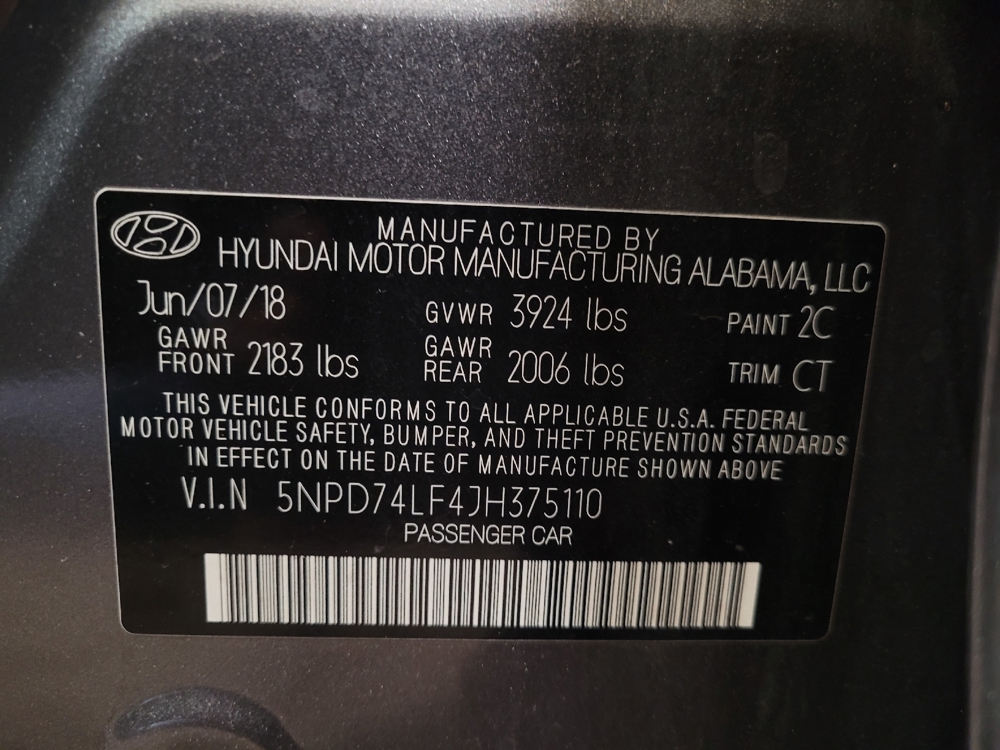 MANUFACTURED BY
HYUNDAI MOTOR MANUFACTURING ALABAMA, LLC
Jun/07/18 GVWR 3924 lbs PAINT 2C
GAWR FRONT 2183 lbs GAWR REAR 2006 lbs TRIM CT
THIS VEHICLE CONFORMS TO ALL APPLICABLE U.S.A. FEDERAL
MOTOR VEHICLE SAFETY, BUMPER, AND THEFT PREVENTION STANDARDS
IN EFFECT ON THE DATE OF MANUFACTURE SHOWN ABOVE
V.I.N 5NPD74LF4JH375110
PASSENGER CAR